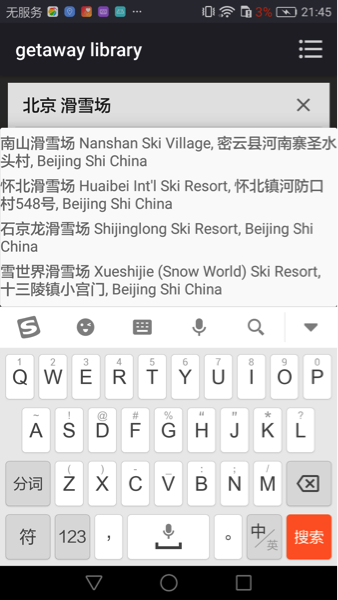 无服务 ... 3% 21:45
getaway library
北京 滑雪场
南山滑雪场 Nanshan Ski Village, 密云县河南寨圣水
头村, Beijing Shi China
怀北滑雪场 Huaibei Int'l Ski Resort, 怀北镇河防口
村548号, Beijing Shi China
石京龙滑雪场 Shijinglong Ski Resort, Beijing Shi
China
雪世界滑雪场 Xueshijie (Snow World) Ski Resort,
十三陵镇小宫门, Beijing Shi China
S
1 2 3 4 5 6 7 8 9 0
Q W E R T Y U I O P
~ ! @ # % “ ” * ?
A S D F G H J K L
( ) - _ : ; /
分词 Z X C V B N M
符 123 , 。 中/英 搜索